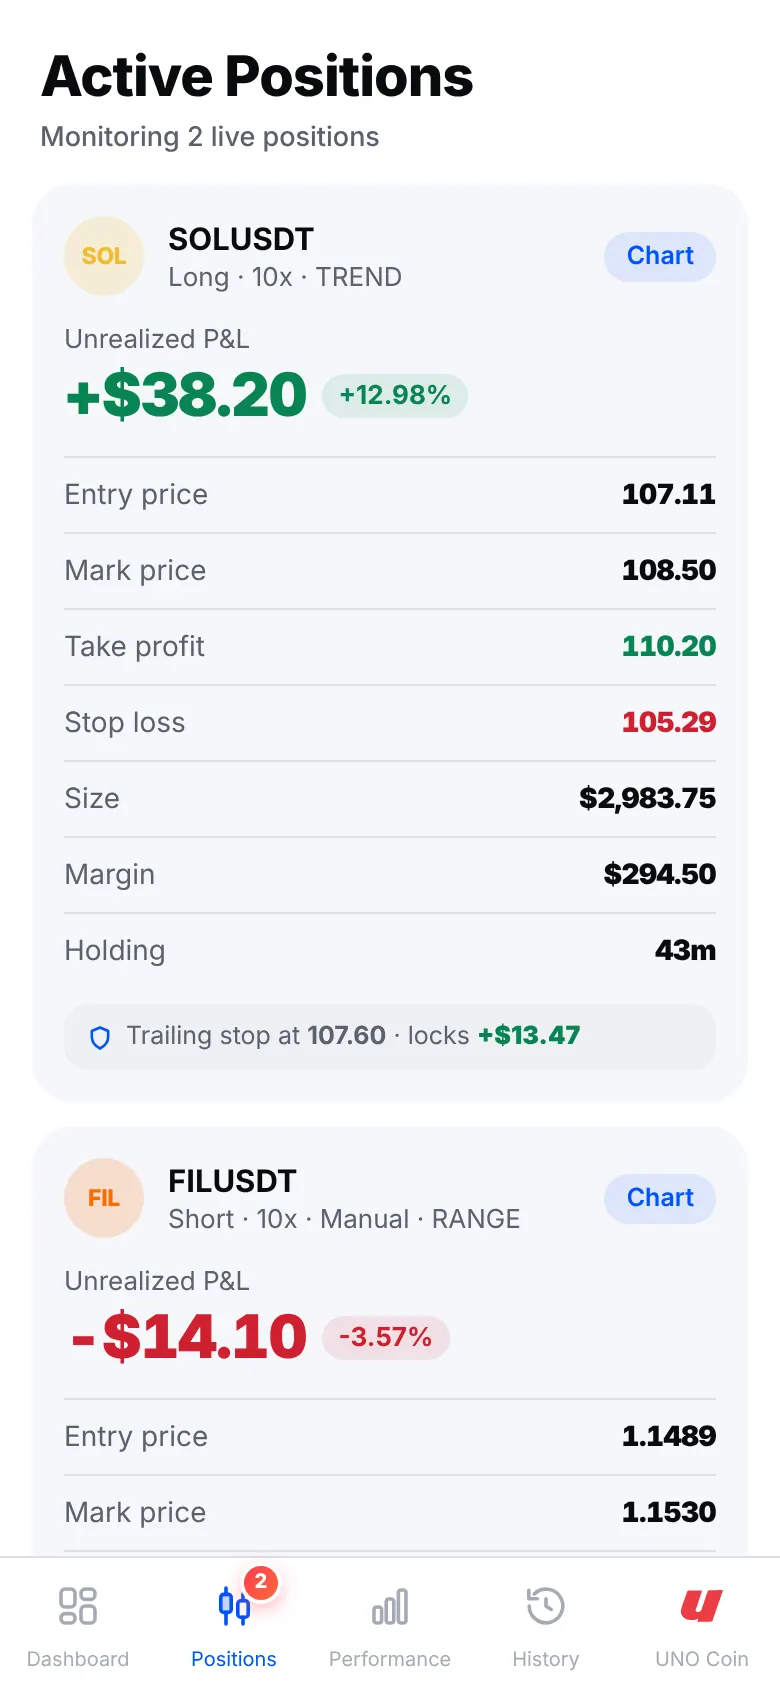 Active Positions
Monitoring 2 live positions
SOL
SOLUSDT
Long · 10x · TREND
Chart
Unrealized P&L
+$38.20 +12.98%
Entry price 107.11
Mark price 108.50
Take profit 110.20
Stop loss 105.29
Size $2,983.75
Margin $294.50
Holding 43m
Trailing stop at 107.60 · locks +$13.47
FIL
FILUSDT
Short · 10x · Manual · RANGE
Chart
Unrealized P&L
-$14.10 -3.57%
Entry price 1.1489
Mark price 1.1530
2
Dashboard Positions Performance History UNO Coin